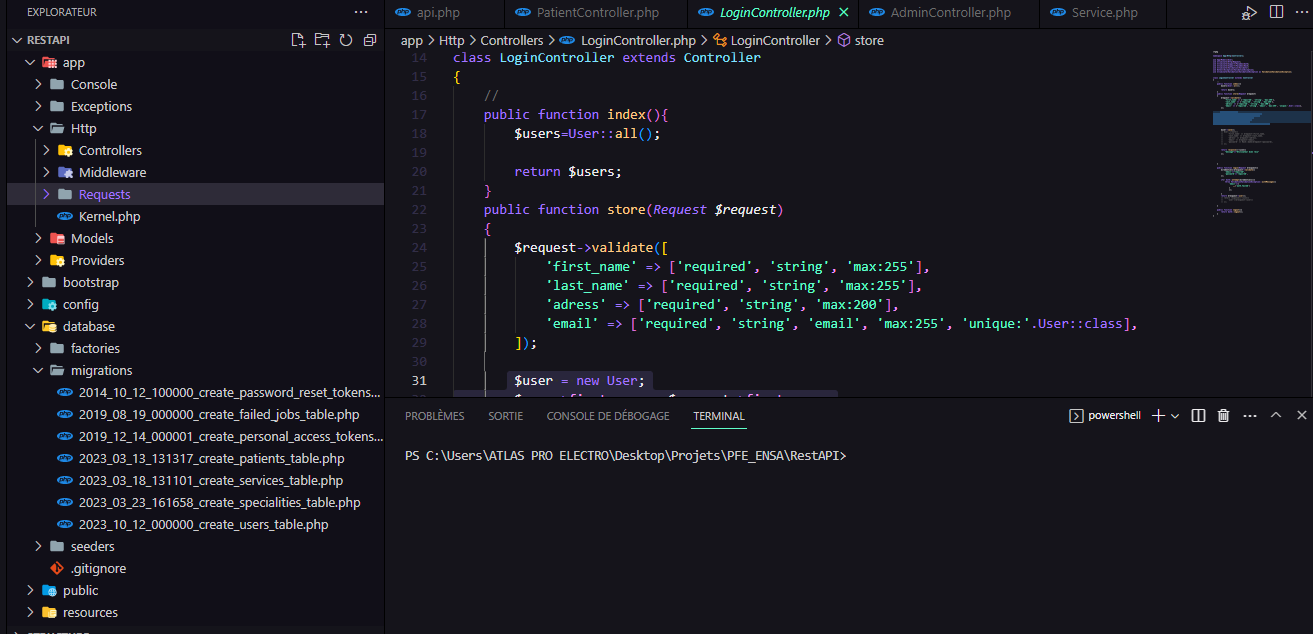 EXPLORATEUR
RESTAPI
app
Console
Exceptions
Http
Controllers
Middleware
Requests
Kernel.php
Models
Providers
bootstrap
config
database
factories
migrations
2014_10_12_100000_create_password_reset_tokens...
2019_08_19_000000_create_failed_jobs_table.php
2019_12_14_000001_create_personal_access_tokens...
2023_03_13_131317_create_patients_table.php
2023_03_18_131101_create_services_table.php
2023_03_23_161658_create_specialities_table.php
2023_10_12_000000_create_users_table.php
seeders
.gitignore
public
resources
api.php PatientController.php LoginController.php AdminController.php Service.php
app > Http > Controllers > LoginController.php > LoginController > store
14 class LoginController extends Controller
15 {
16 //
17 public function index(){
18 $users=User::all();
19
20 return $users;
21 }
22 public function store(Request $request)
23 {
24 $request->validate([
25 'first_name' => ['required', 'string', 'max:255'],
26 'last_name' => ['required', 'string', 'max:255'],
27 'adress' => ['required', 'string', 'max:200'],
28 'email' => ['required', 'string', 'email', 'max:255', 'unique:'.User::class],
29 ]);
30
31 $user = new User;
PROBLÈMES SORTIE CONSOLE DE DÉBOGAGE TERMINAL powershell
PS C:\Users\ATLAS PRO ELECTRO\Desktop\Projets\PFE_ENSA\RestAPI>